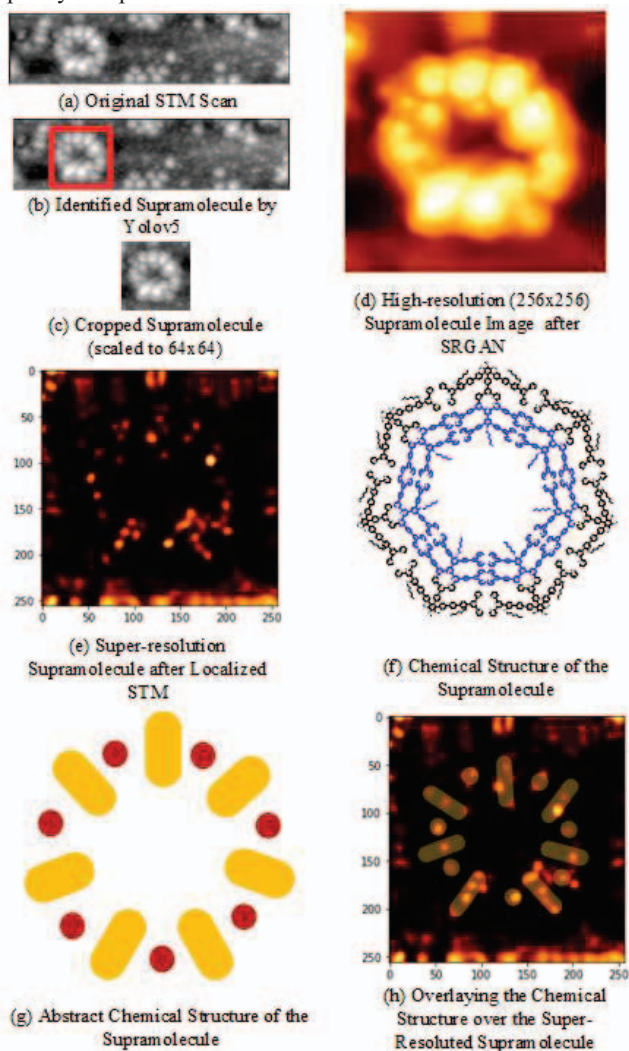 (a) Original STM Scan
(b) Identified Supramolecule by
Yolov5
(c) Cropped Supramolecule
(scaled to 64x64)
(d) High-resolution (256x256)
Supramolecule Image after
SRGAN
0
50
100
150
200
250
0 50 100 150 200 250
(e) Super-resolution
Supramolecule after Localized
STM
(f) Chemical Structure of the
Supramolecule
(g) Abstract Chemical Structure of the
Supramolecule
0
50
100
150
200
250
0 50 100 150 200 250
(h) Overlaying the Chemical
Structure over the Super-
Resoluted Supramolecule